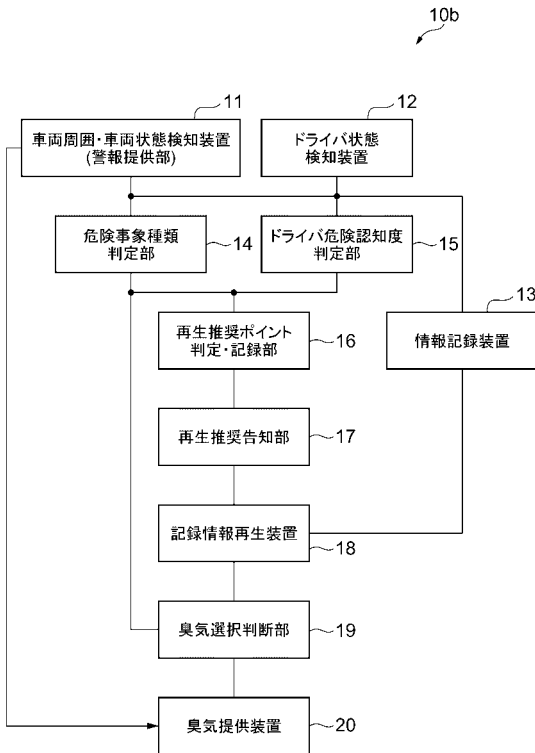 10b
11
12
車両周囲・車両状態検知装置
(警報提供部)
ドライバ状態
検知装置
危険事象種類
判定部
14
ドライバ危険認知度
判定部
15
13
再生推奨ポイント
判定・記録部
16
情報記録装置
再生推奨告知部
17
記録情報再生装置
18
臭気選択判断部
19
臭気提供装置
20